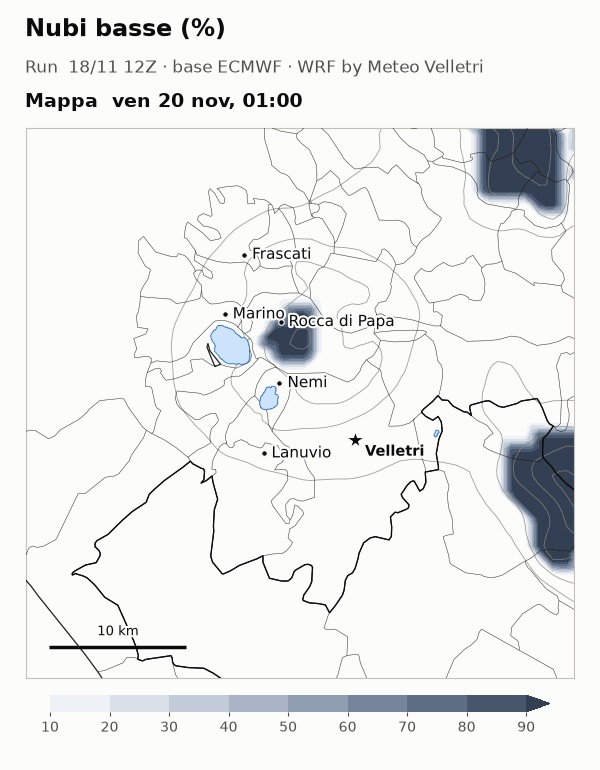 Nubi basse (%)
Run  18/11 12Z · base ECMWF · WRF by Meteo Velletri
Mappa  ven 20 nov, 01:00
Frascati
Marino
Rocca di Papa
Nemi
Velletri
Lanuvio
10 km
10 20 30 40 50 60 70 80 90